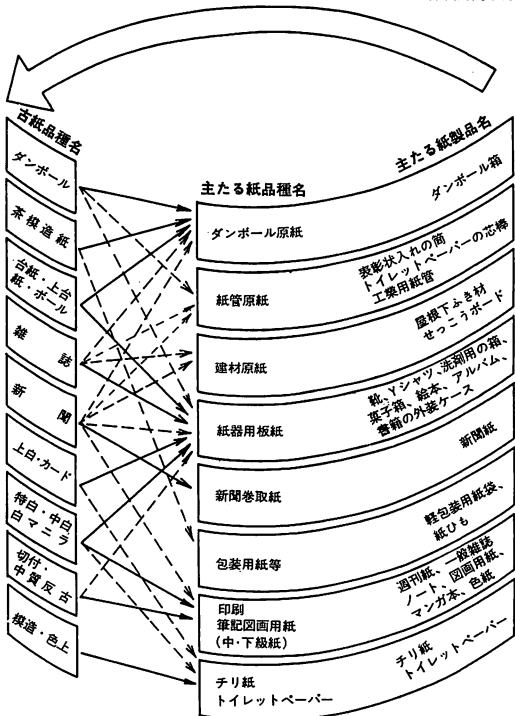 古紙品種名
ダンボール
茶模造紙
台紙・上台
紙・ボール
雑誌
新聞
上白・カード
特白・中白
白マニラ
切付・
中質反古
模造・色上
主たる紙品種名
ダンボール原紙
紙管原紙
建材原紙
紙器用板紙
新聞巻取紙
包装用紙等
印刷
筆記図画用紙
(中・下級紙)
チリ紙
トイレットペーパー
主たる紙製品名
ダンボール箱
表彰状入れの筒
トイレットペーパーの芯棒
工業用紙管
屋根下ふき材
せっこうボード
靴、Yシャツ、洗剤用の箱、
菓子箱、絵本、アルバム、
書籍の外装ケース
新聞紙
軽包装用紙袋、
紙ひも
週刊紙、一般雑誌
ノート、図画用紙、
マンガ本、色紙
チリ紙
トイレットペーパー